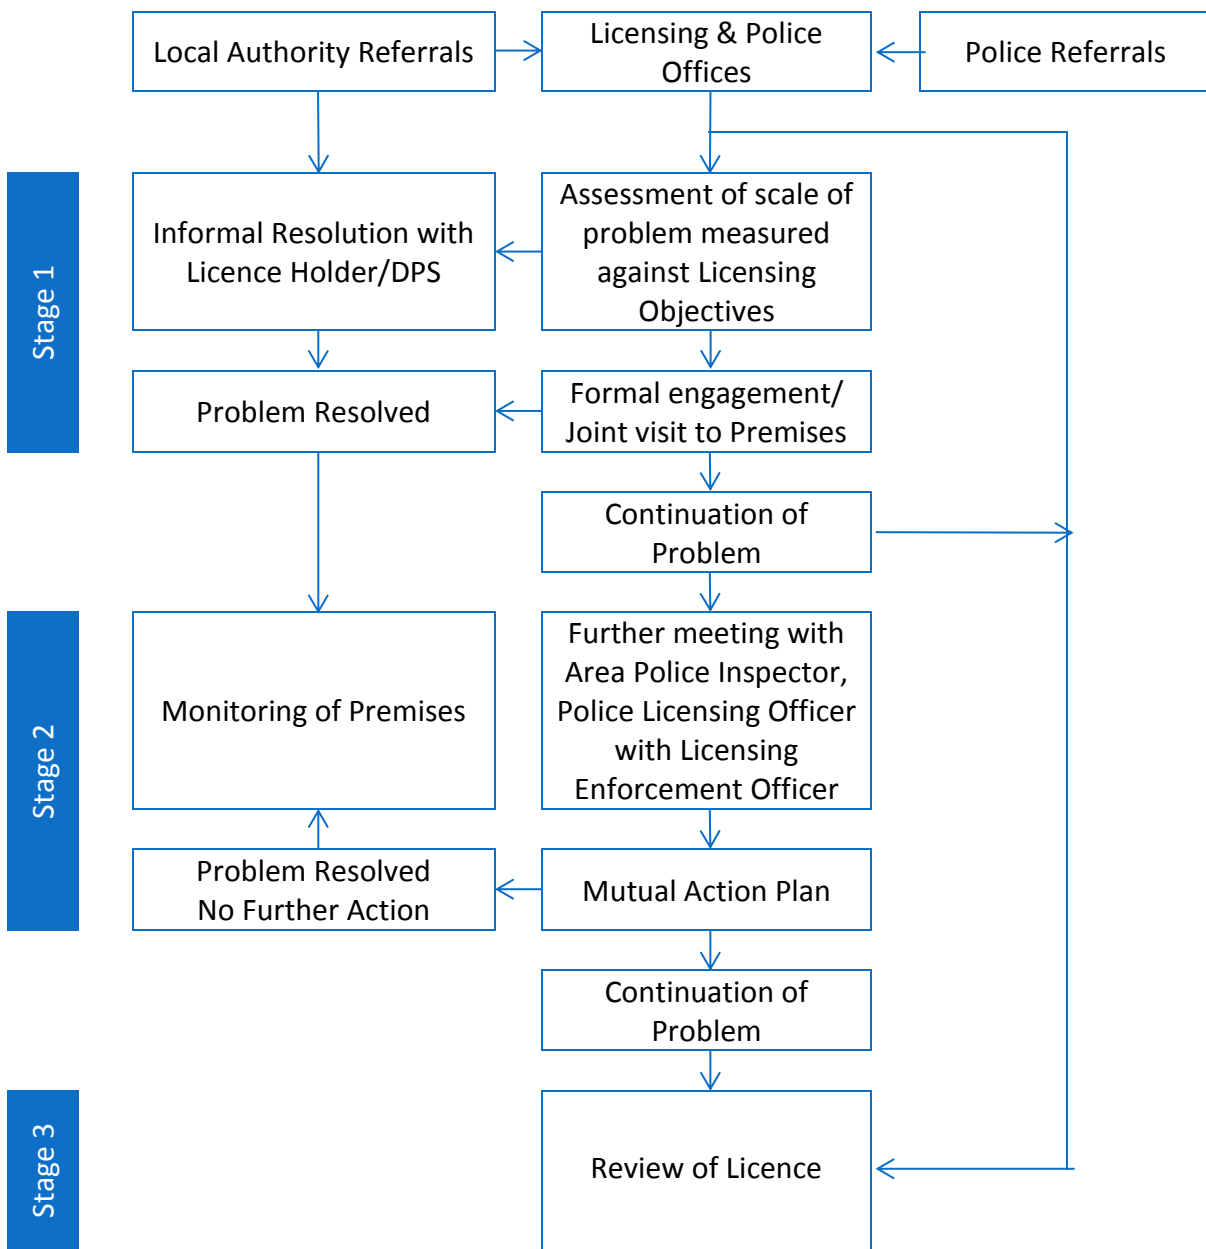 Local Authority Referrals
Licensing & Police
Offices
Police Referrals
Stage 1
Informal Resolution with
Licence Holder/DPS
Assessment of scale of
problem measured
against Licensing
Objectives
Problem Resolved
Formal engagement/
Joint visit to Premises
Continuation of
Problem
Stage 2
Monitoring of Premises
Further meeting with
Area Police Inspector,
Police Licensing Officer
with Licensing
Enforcement Officer
Problem Resolved
No Further Action
Mutual Action Plan
Continuation of
Problem
Stage 3
Review of Licence